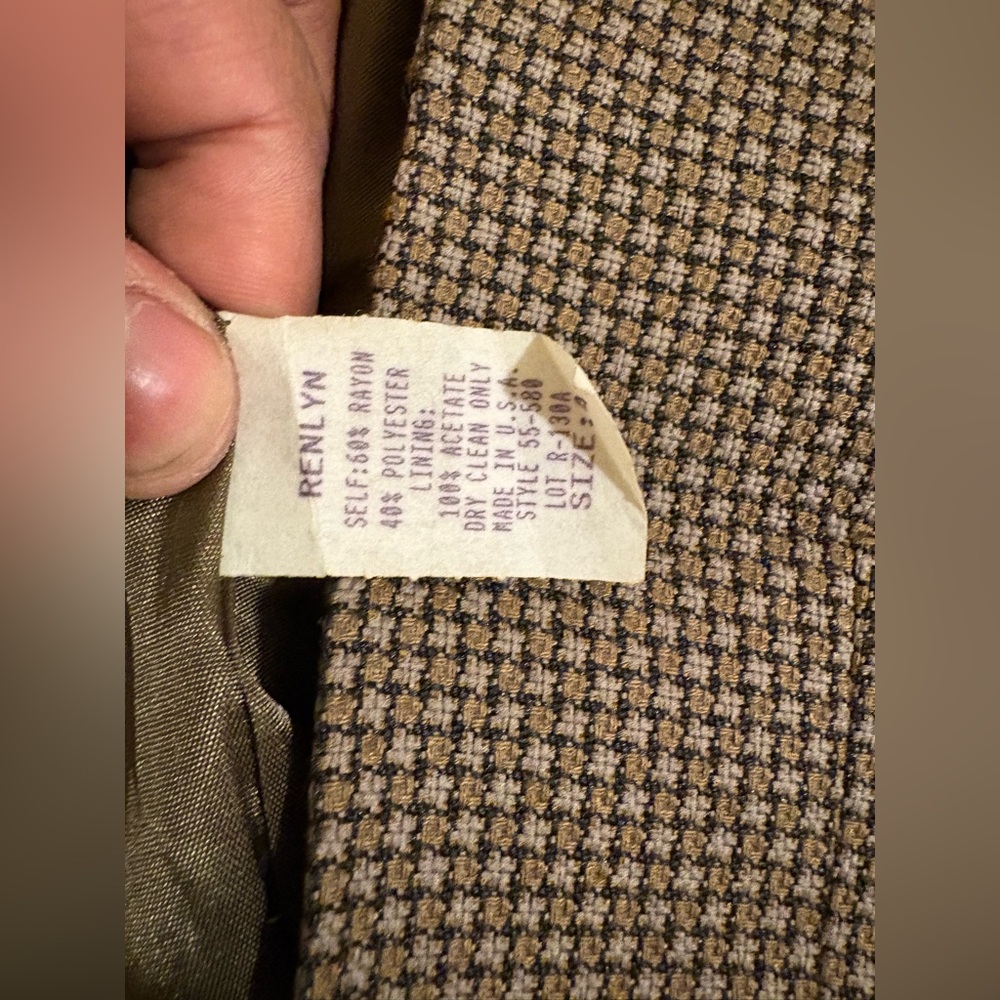 RENLYN
SELF:60% RAYON
40% POLYESTER
LINING:
100% ACETATE
DRY CLEAN ONLY
MADE IN U.S.A.
STYLE 55-580
LOT R-130A
SIZE: